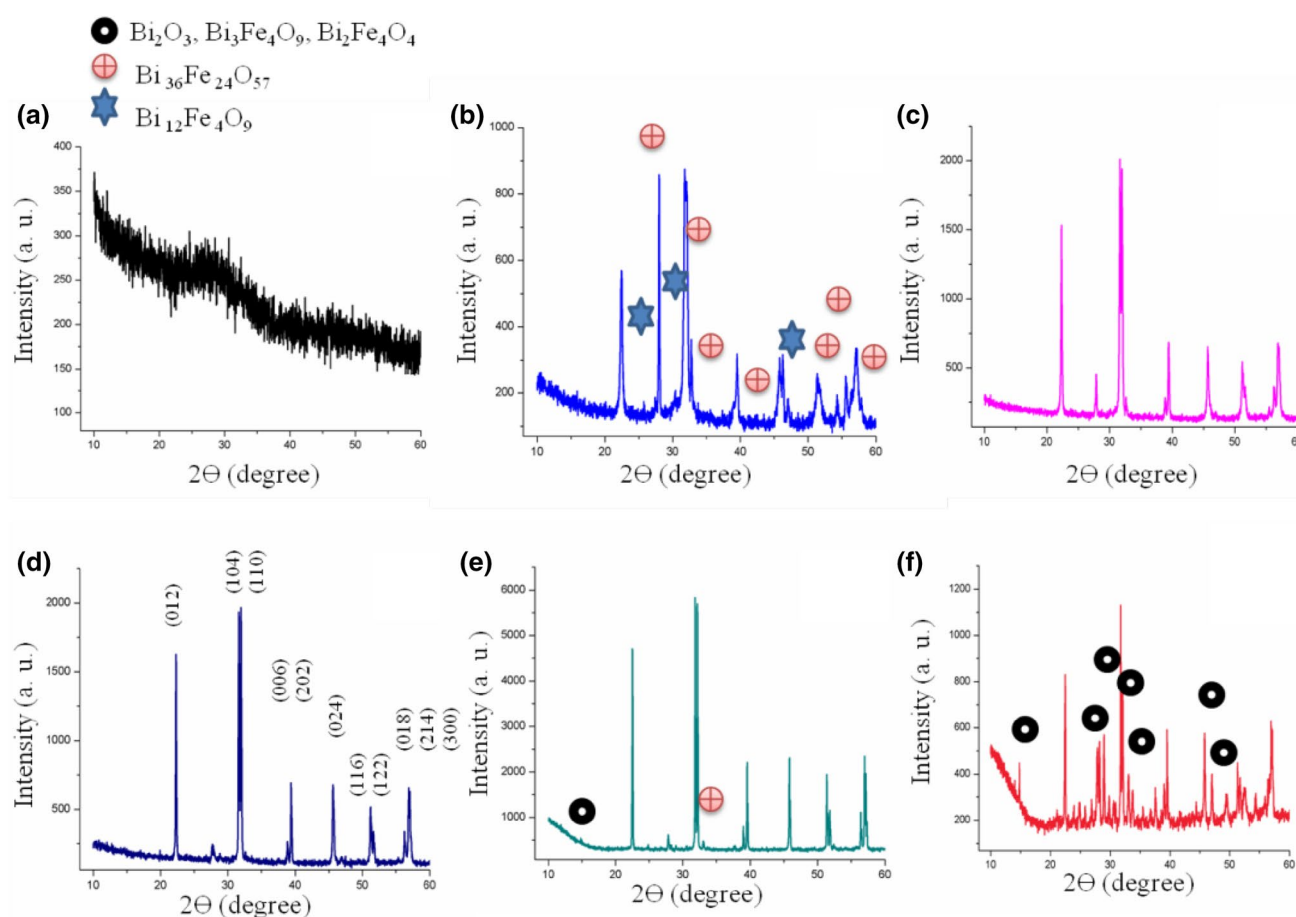 Bi₂O₃, Bi₃Fe₄O₉, Bi₂Fe₄O₄
Bi₃₆Fe₂₄O₅₇
Bi₁₂Fe₄O₉
(a)
400
350
300
250
200
150
100
10 20 30 40 50 60
Intensity (a. u.)
2Θ (degree)
(b)
1000
800
600
400
200
10 20 30 40 50 60
Intensity (a. u.)
2Θ (degree)
(c)
2000
1500
1000
500
10 20 30 40 50 60
Intensity (a. u.)
2Θ (degree)
(d)
2000
1500
1000
500
10 20 30 40 50 60
Intensity (a. u.)
2Θ (degree)
(012)
(104)
(110)
(006)
(202)
(024)
(116)
(122)
(018)
(214)
(300)
(e)
6000
5000
4000
3000
2000
1000
10 20 30 40 50 60
Intensity (a. u.)
2Θ (degree)
(f)
1200
1000
800
600
400
200
10 20 30 40 50 60
Intensity (a. u.)
2Θ (degree)